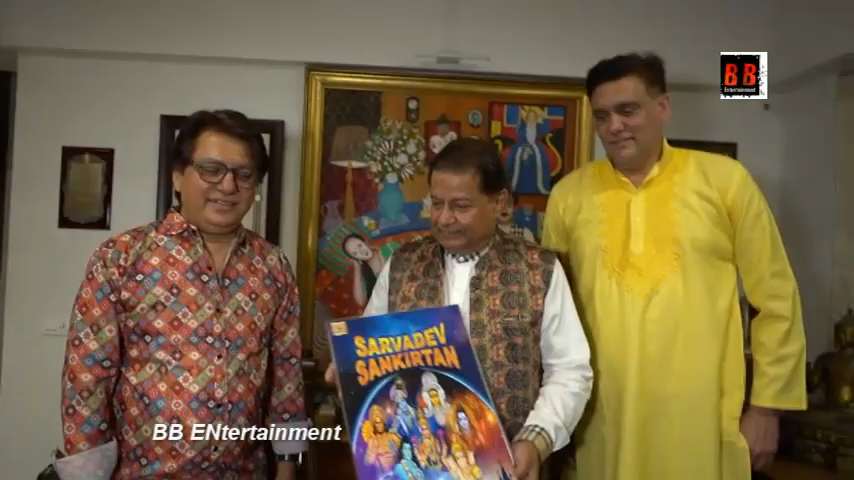 BB
Entertainment
SARVADEV
SANKIRTAN
BB ENtertainment